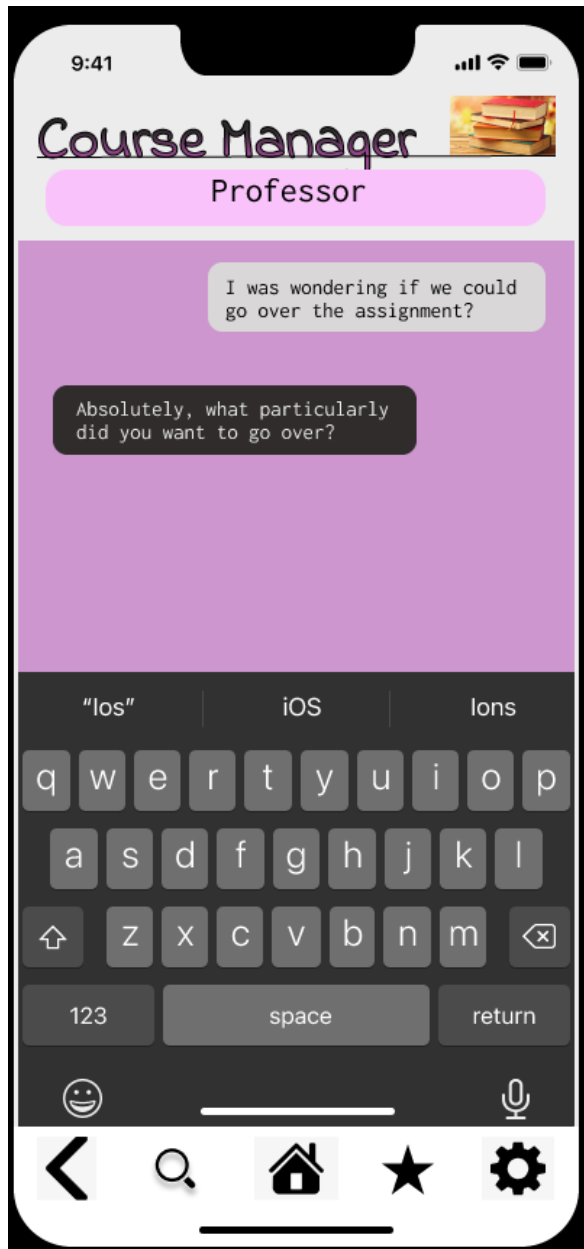 9:41
Course Manager
Professor
I was wondering if we could
go over the assignment?
Absolutely, what particularly
did you want to go over?
“Ios” iOS Ions
q w e r t y u i o p
a s d f g h j k l
z x c v b n m
123 space return